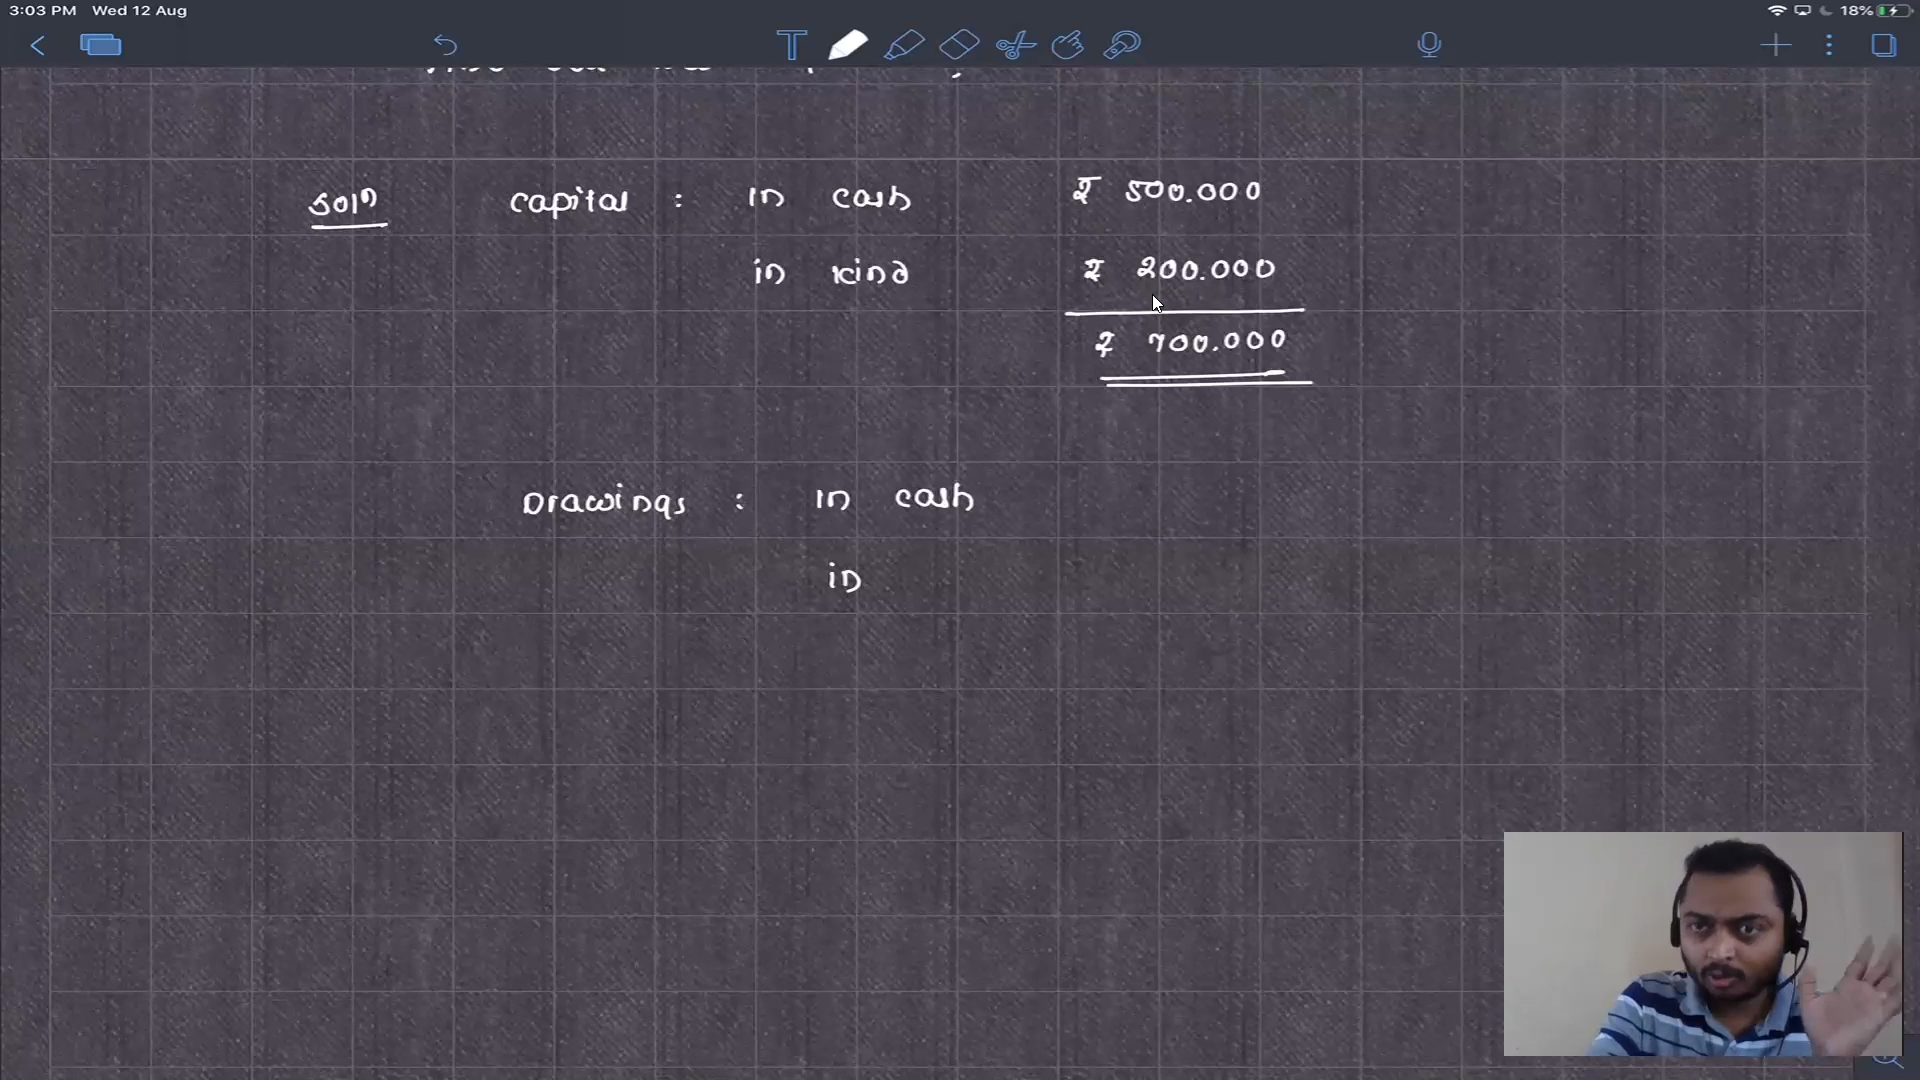 3:03 PM Wed 12 Aug
18%
T
Soln capital : in cash ₹ 500.000
in kind ₹ 200.000
₹ 700.000
Drawings : in cash
in